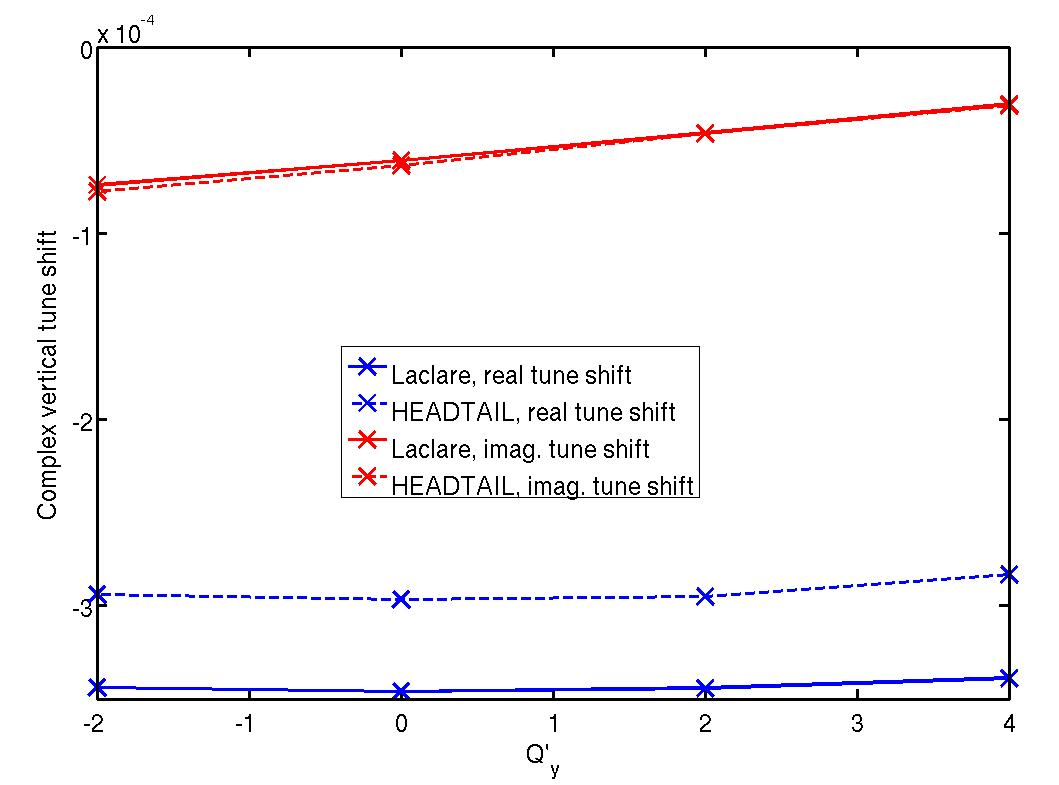 x 10-4
0
-1
-2
-3
Complex vertical tune shift
Laclare, real tune shift
HEADTAIL, real tune shift
Laclare, imag. tune shift
HEADTAIL, imag. tune shift
-2 -1 0 1 2 3 4
Q'y